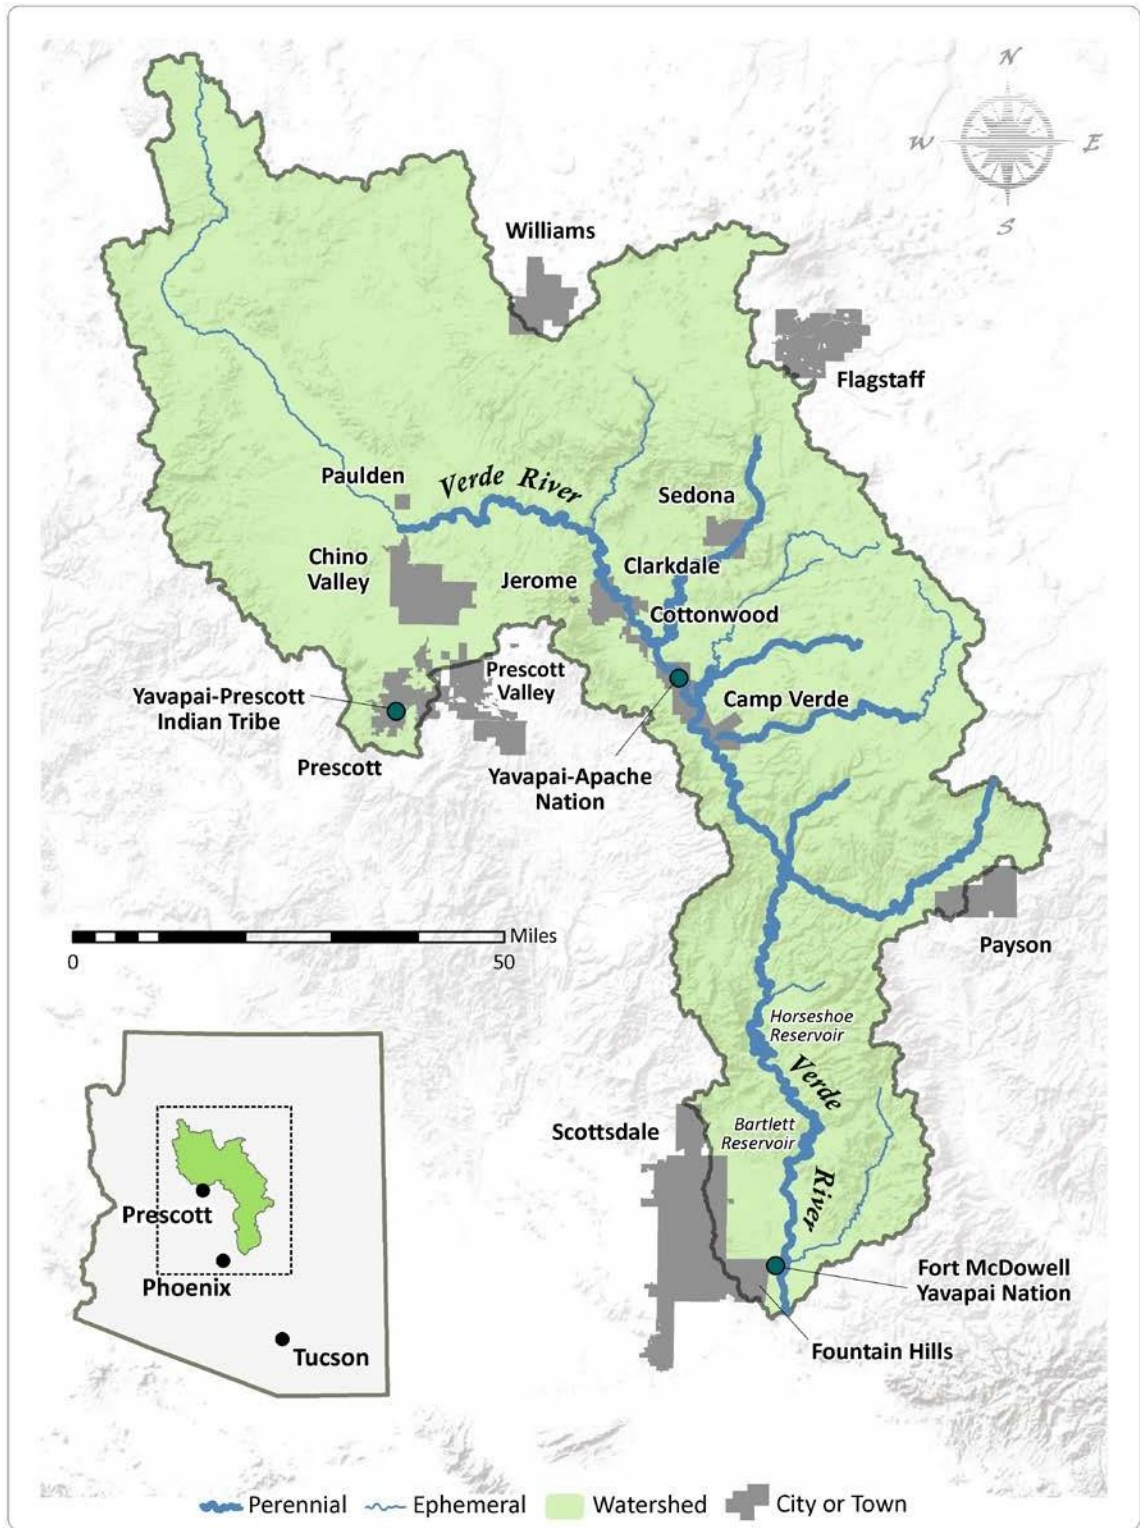 N
W
E
S
Williams
Flagstaff
Paulden
Verde River
Sedona
Chino
Valley
Jerome
Clarkdale
Cottonwood
Prescott
Valley
Yavapai-Prescott
Indian Tribe
Camp Verde
Prescott
Yavapai-Apache
Nation
Miles
0
50
Payson
Horseshoe
Reservoir
Verde
River
Scottsdale
Bartlett
Reservoir
Prescott
Phoenix
Tucson
Fort McDowell
Yavapai Nation
Fountain Hills
Perennial
Ephemeral
Watershed
City or Town